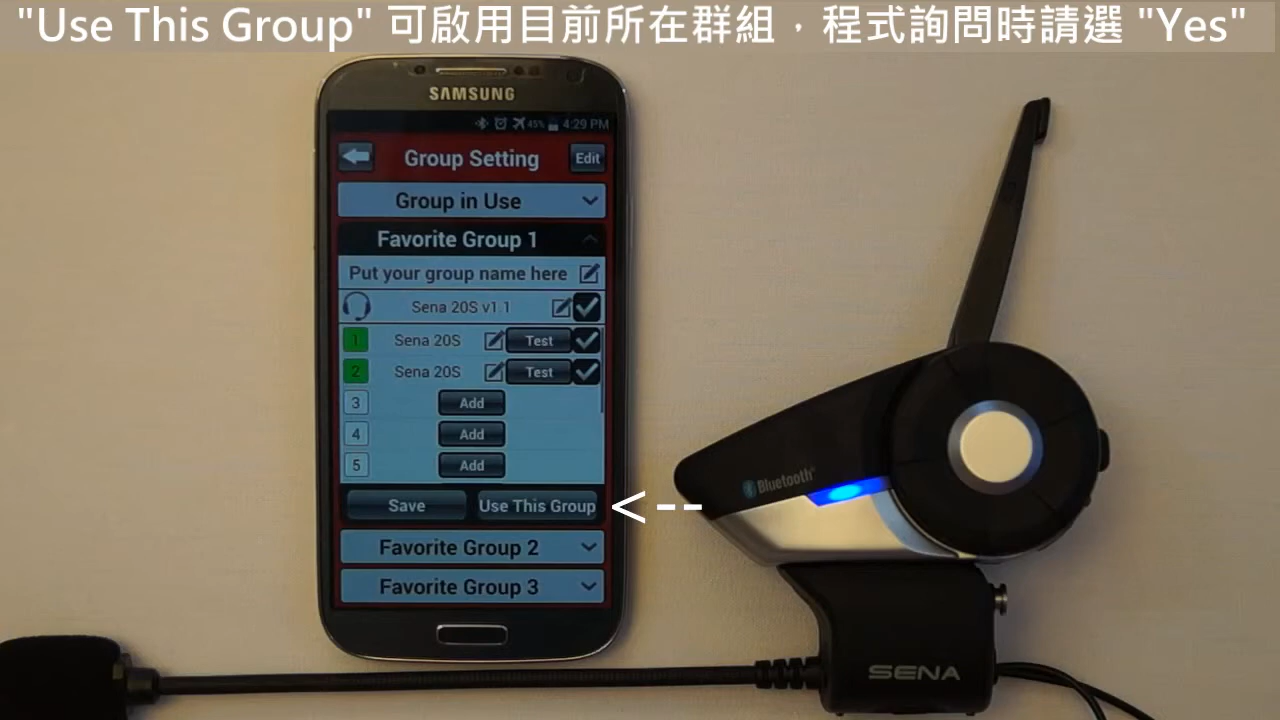 "Use This Group" 可啟用目前所在群組，程式詢問時請選 "Yes"
SAMSUNG
45% 4:29 PM
Group Setting
Edit
Group in Use
Favorite Group 1
Put your group name here
Sena 20S v1.1
1 Sena 20S Test
2 Sena 20S Test
3 Add
4 Add
5 Add
Save Use This Group <--
Favorite Group 2
Favorite Group 3
Bluetooth®
SENA